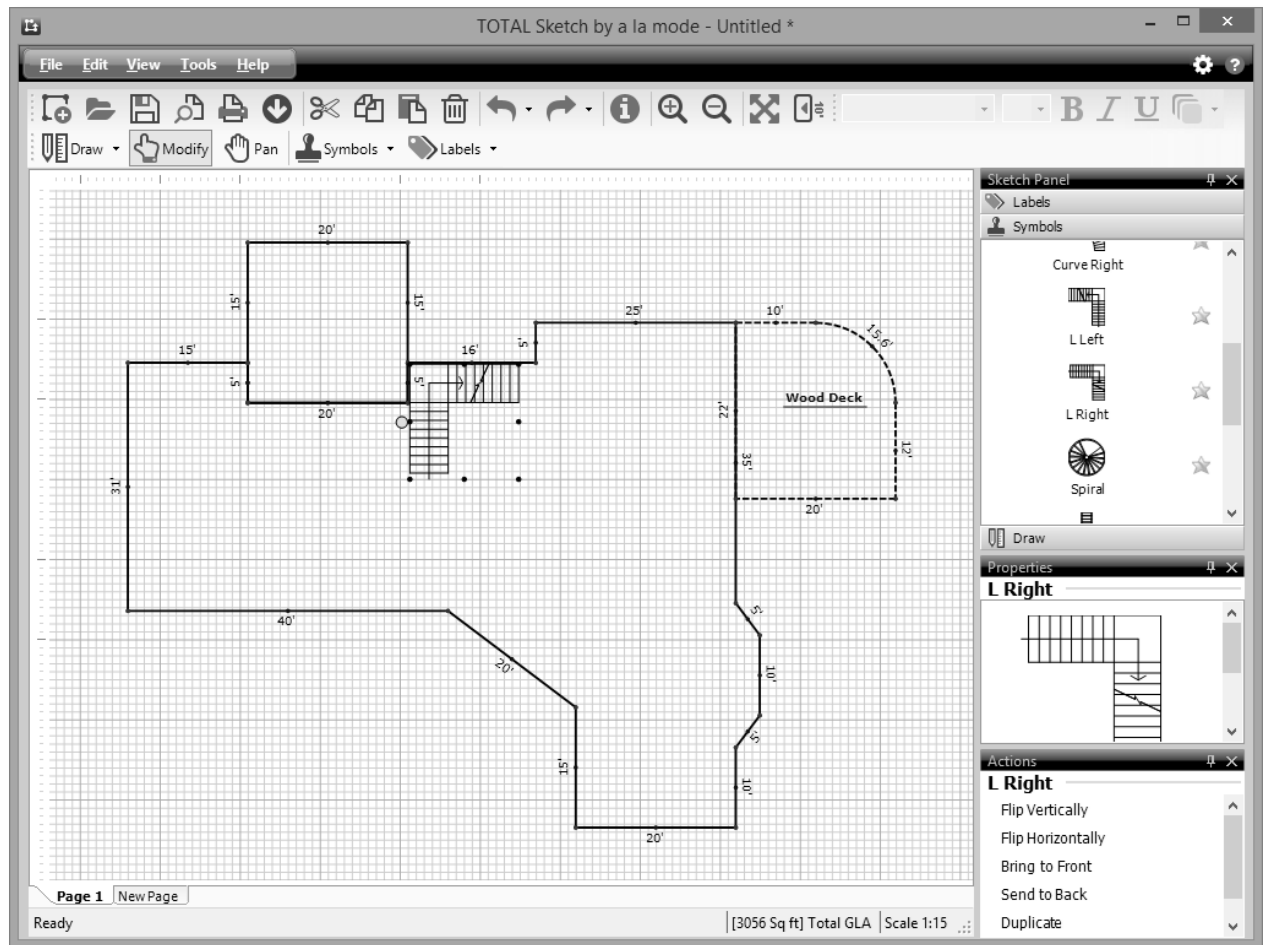 TOTAL Sketch by a la mode - Untitled *
File Edit View Tools Help
B I U
Draw Modify Pan Symbols Labels
20'
15' 15'
15' 5' 16' 5' 5' 25' 10' 15.6'
20'
Wood Deck
22' 35' 12'
20'
31'
40'
20'
5'
10'
5'
15' 10'
20'
Sketch Panel
Labels
Symbols
Curve Right
L Left
L Right
Spiral
Draw
Properties
L Right
Actions
L Right
Flip Vertically
Flip Horizontally
Bring to Front
Send to Back
Duplicate
Page 1 New Page
Ready [3056 Sq ft] Total GLA Scale 1:15